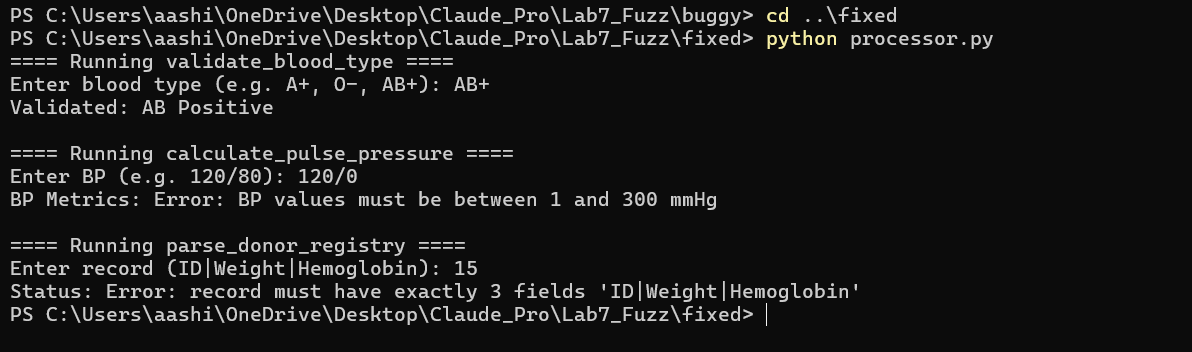 PS C:\Users\aashi\OneDrive\Desktop\Claude_Pro\Lab7_Fuzz\buggy> cd ..\fixed
PS C:\Users\aashi\OneDrive\Desktop\Claude_Pro\Lab7_Fuzz\fixed> python processor.py
==== Running validate_blood_type ====
Enter blood type (e.g. A+, O-, AB+): AB+
Validated: AB Positive

==== Running calculate_pulse_pressure ====
Enter BP (e.g. 120/80): 120/0
BP Metrics: Error: BP values must be between 1 and 300 mmHg

==== Running parse_donor_registry ====
Enter record (ID|Weight|Hemoglobin): 15
Status: Error: record must have exactly 3 fields 'ID|Weight|Hemoglobin'
PS C:\Users\aashi\OneDrive\Desktop\Claude_Pro\Lab7_Fuzz\fixed>